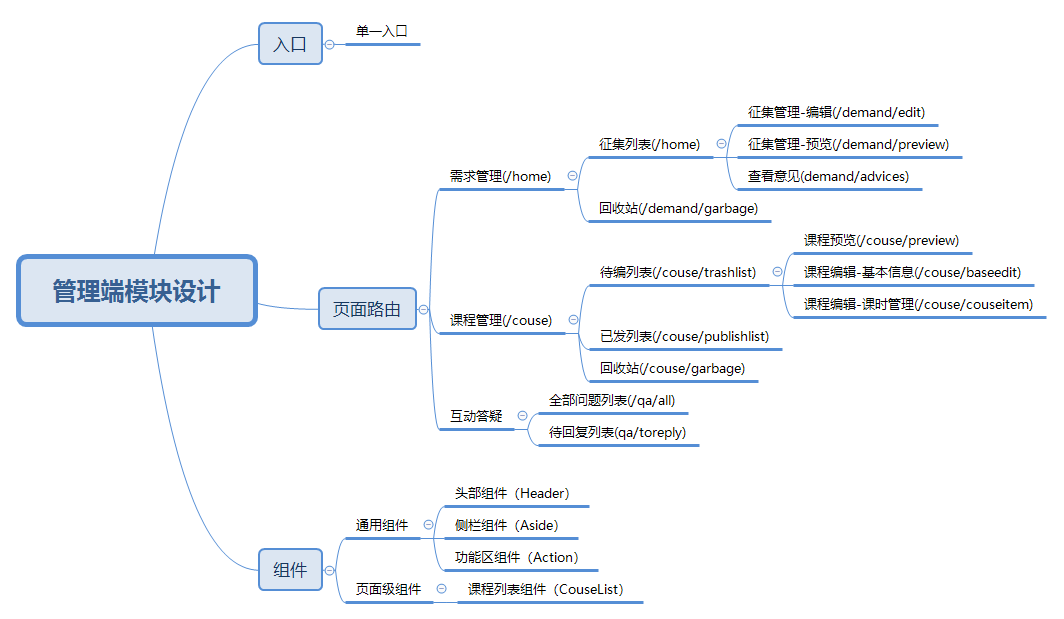 管理端模块设计
入口
单一入口
页面路由
需求管理(/home)
征集列表(/home)
征集管理-编辑(/demand/edit)
征集管理-预览(/demand/preview)
查看意见(demand/advices)
回收站(/demand/garbage)
课程管理(/couse)
待编列表(/couse/trashlist)
课程预览(/couse/preview)
课程编辑-基本信息(/couse/baseedit)
课程编辑-课时管理(/couse/couseitem)
已发列表(/couse/publishlist)
回收站(/couse/garbage)
互动答疑
全部问题列表(/qa/all)
待回复列表(qa/toreply)
组件
通用组件
头部组件（Header）
侧栏组件（Aside）
功能区组件（Action）
页面级组件
课程列表组件（CouseList）